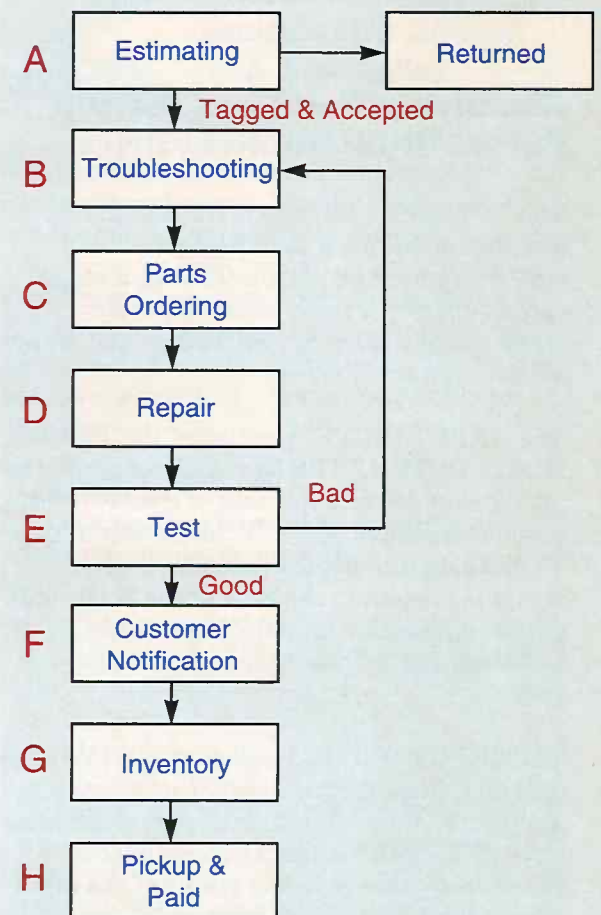 A
Estimating
Returned
Tagged & Accepted
B
Troubleshooting
C
Parts
Ordering
D
Repair
Bad
E
Test
Good
F
Customer
Notification
G
Inventory
H
Pickup &
Paid